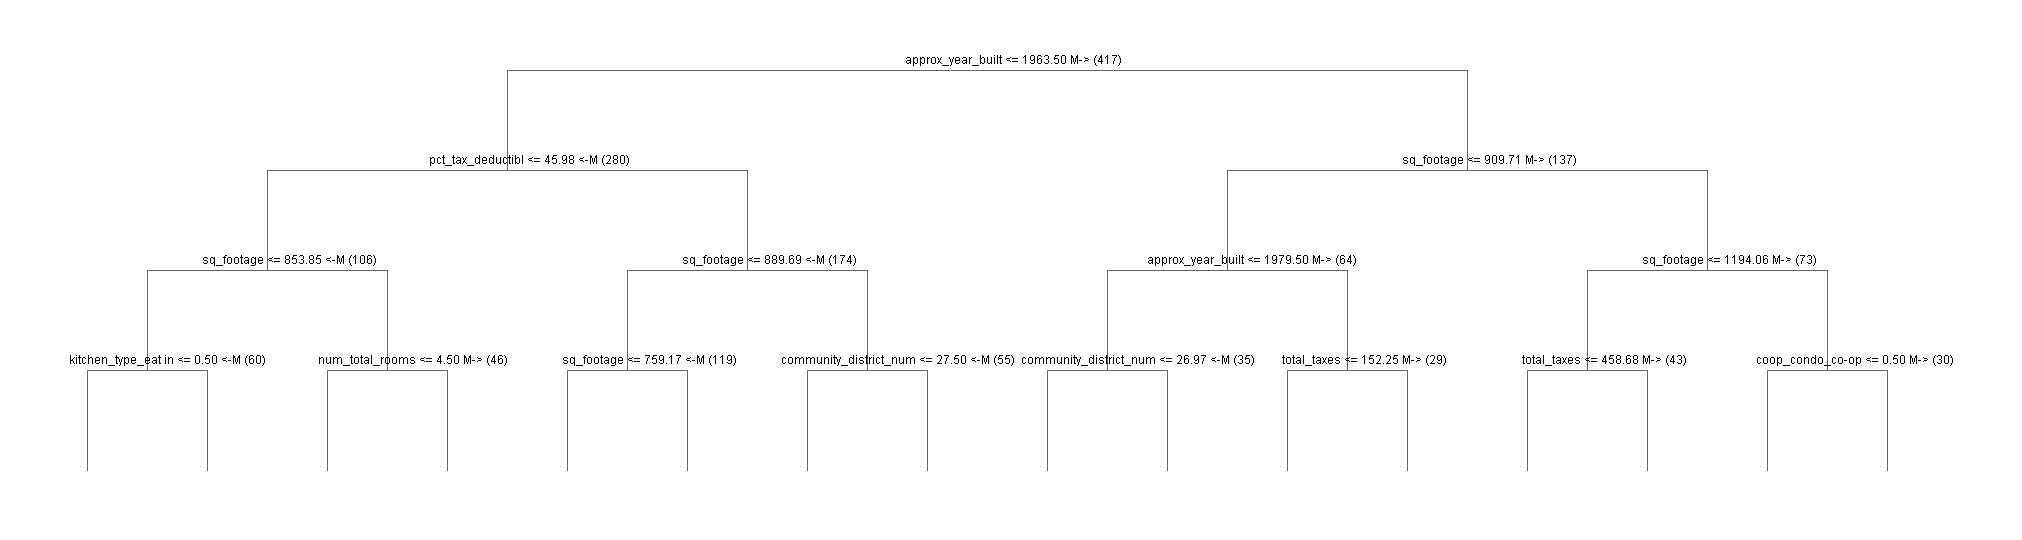 approx_year_built <= 1963.50 M-> (417)
pct_tax_deductibl <= 45.98 <-M (280)
sq_footage <= 909.71 M-> (137)
sq_footage <= 853.85 <-M (106)
sq_footage <= 889.69 <-M (174)
approx_year_built <= 1979.50 M-> (64)
sq_footage <= 1194.06 M-> (73)
kitchen_type_eat in <= 0.50 <-M (60)
num_total_rooms <= 4.50 M-> (46)
sq_footage <= 759.17 <-M (119)
community_district_num <= 27.50 <-M (55)
community_district_num <= 26.97 <-M (35)
total_taxes <= 152.25 M-> (29)
total_taxes <= 458.68 M-> (43)
coop_condo_co-op <= 0.50 M-> (30)